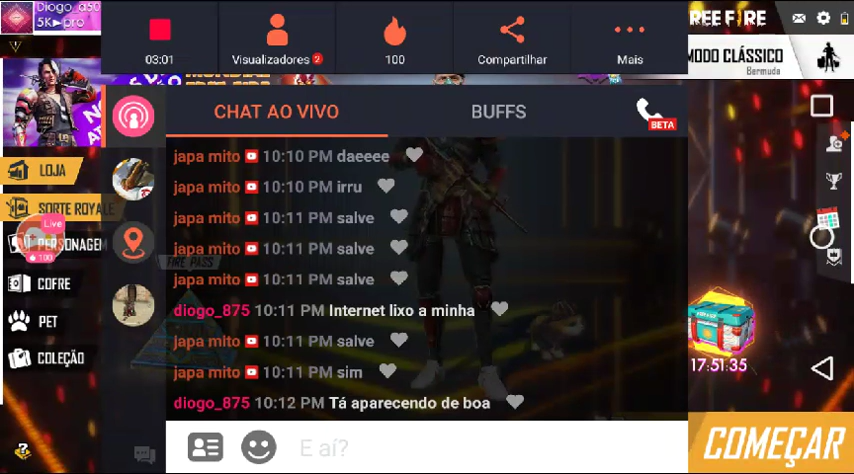 Diogo_a50
5K►pro
03:01
Visualizadores 2
100
Compartilhar
Mais
FREE FIRE
MODO CLÁSSICO
Bermuda
CHAT AO VIVO
BUFFS
BETA
japa mito 10:10 PM daeeee
japa mito 10:10 PM irru
japa mito 10:11 PM salve
japa mito 10:11 PM salve
japa mito 10:11 PM salve
diogo_875 10:11 PM Internet lixo a minha
japa mito 10:11 PM salve
japa mito 10:11 PM sim
diogo_875 10:12 PM Tá aparecendo de boa
E aí?
LOJA
SORTE ROYALE
Live
PERSONAGEM
100
COFRE
PET
COLEÇÃO
FIRE PASS
17:51:35
COMEÇAR